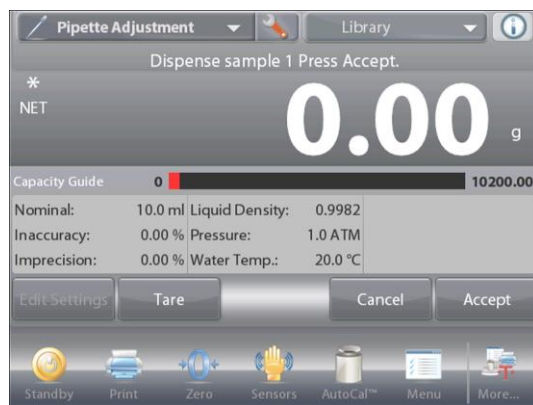 Pipette Adjustment Library
Dispense sample 1 Press Accept.
*
NET
0.00 g
Capacity Guide 0 10200.00
Nominal: 10.0 ml Liquid Density: 0.9982
Inaccuracy: 0.00 % Pressure: 1.0 ATM
Imprecision: 0.00 % Water Temp.: 20.0 °C
Edit Settings Tare Cancel Accept
Standby Print Zero Sensors AutoCal™ Menu More...